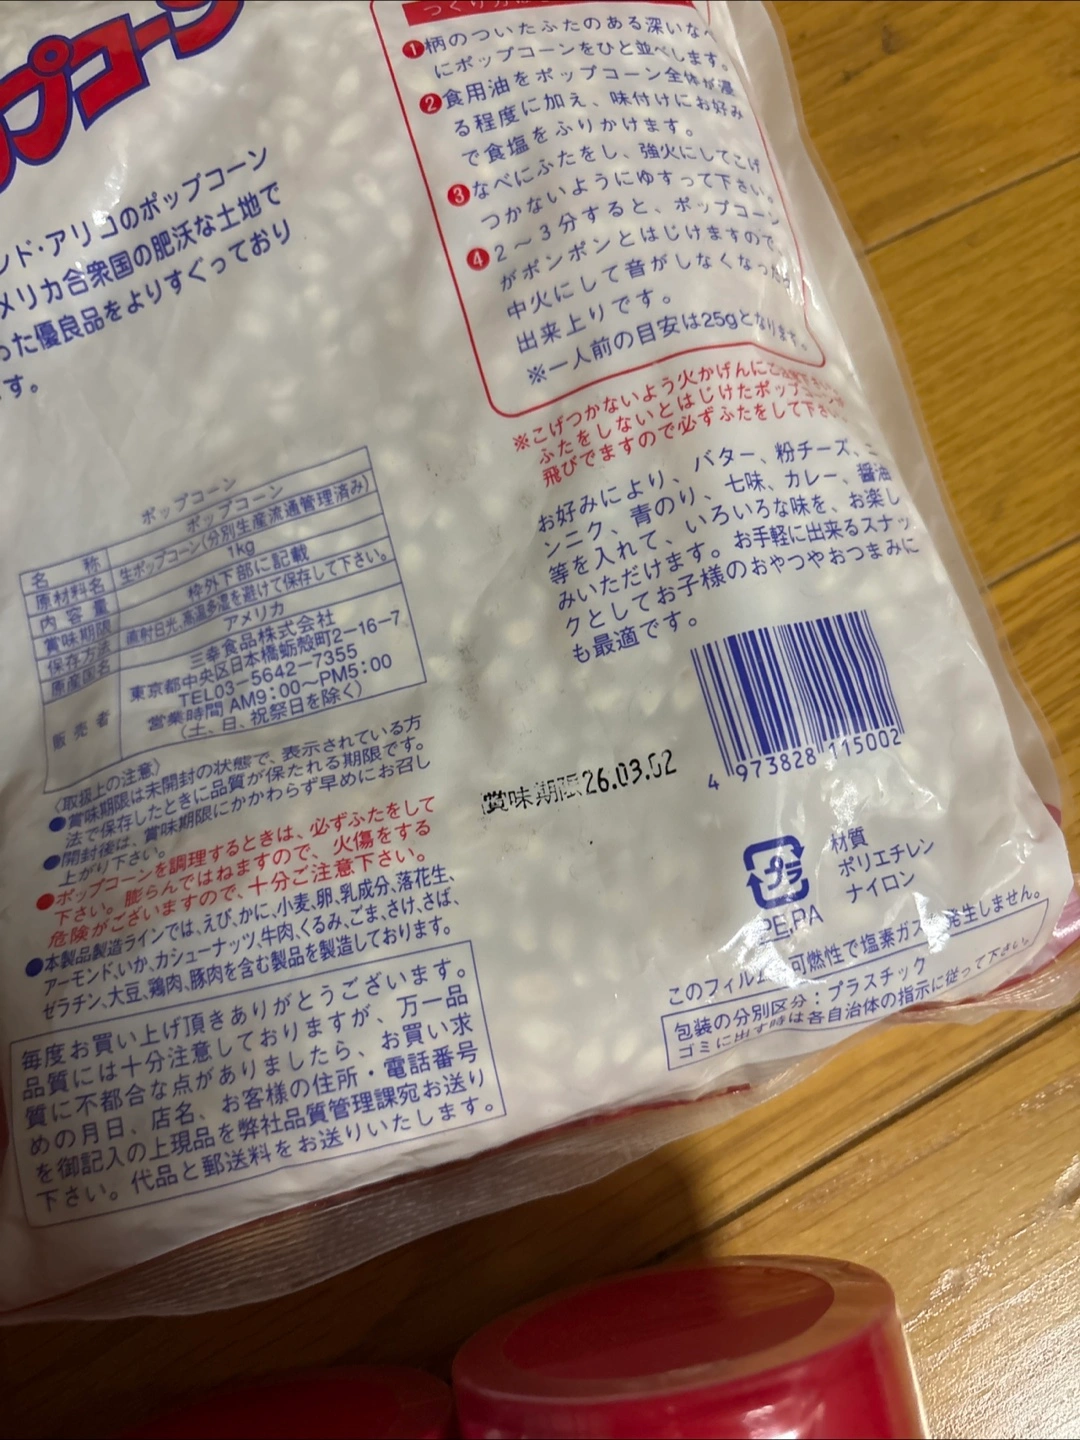 プコーン
ンド・アリコのポップコーン
メリカ合衆国の肥沃な土地で
った優良品をよりすぐっており
す。
❶柄のついたふたのある深いなべ
にポップコーンをひと並べします。
❷食用油をポップコーン全体が浸
る程度に加え、味付けにお好み
で食塩をふりかけます。
❸なべにふたをし、強火にしてこげ
つかないようにゆすって下さい。
❹2〜3分すると、ポップコーン
がポンポンとはじけますので、
中火にして音がしなくなったら
出来上りです。
※一人前の目安は25gとなります。
※こげつかないよう火かげんにご
ふたをしないとはじけたポップコーンが
飛びでますので必ずふたをして下さい
お好みにより、バター、粉チーズ、こ
ンニク、青のり、七味、カレー、醤油
等を入れて、いろいろな味を、お楽し
みいただけます。お手軽に出来るスナッ
クとしてお子様のおやつやおつまみに
も最適です。
ポップコーン
名称 ポップコーン
原材料名 生ポップコーン(分別生産流通管理済み)
内容量 1kg
賞味期限 枠外下部に記載
保存方法 直射日光、高温多湿を避けて保存して下さい。
原産国名 アメリカ
販売者 三幸食品株式会社
東京都中央区日本橋蛎殻町2−16−7
TEL03−5642−7355
営業時間 AM9:00〜PM5:00
(土、日、祝祭日を除く)
〈取扱上の注意〉
●賞味期限は未開封の状態で、表示されている方
法で保存したときに品質が保たれる期限です。
●開封後は、賞味期限にかかわらず早めにお召し
上がり下さい。
●ポップコーンを調理するときは、必ずふたをして
下さい。膨らんではねますので、火傷をする
危険がございますので、十分ご注意下さい。
●本製品製造ラインでは、えび、かに、小麦、卵、乳成分、落花生、
アーモンド、いか、カシューナッツ、牛肉、くるみ、ごま、さけ、さば、
ゼラチン、大豆、鶏肉、豚肉を含む製品を製造しております。
毎度お買い上げ頂きありがとうございます。
品質には十分注意しておりますが、万一品
質に不都合な点がありましたら、お買い求
めの月日、店名、お客様の住所・電話番号
を御記入の上現品を弊社品質管理課宛お送り
下さい。代品と郵送料をお送りいたします。
賞味期限26.03.02
4 973828 115002
プラ
PE,PA
材質
ポリエチレン
ナイロン
このフィルムは可燃性で塩素ガス 発生しません。
包装の分別区分：プラスチック
ゴミに出す時は各自治体の指示に従って下さい。